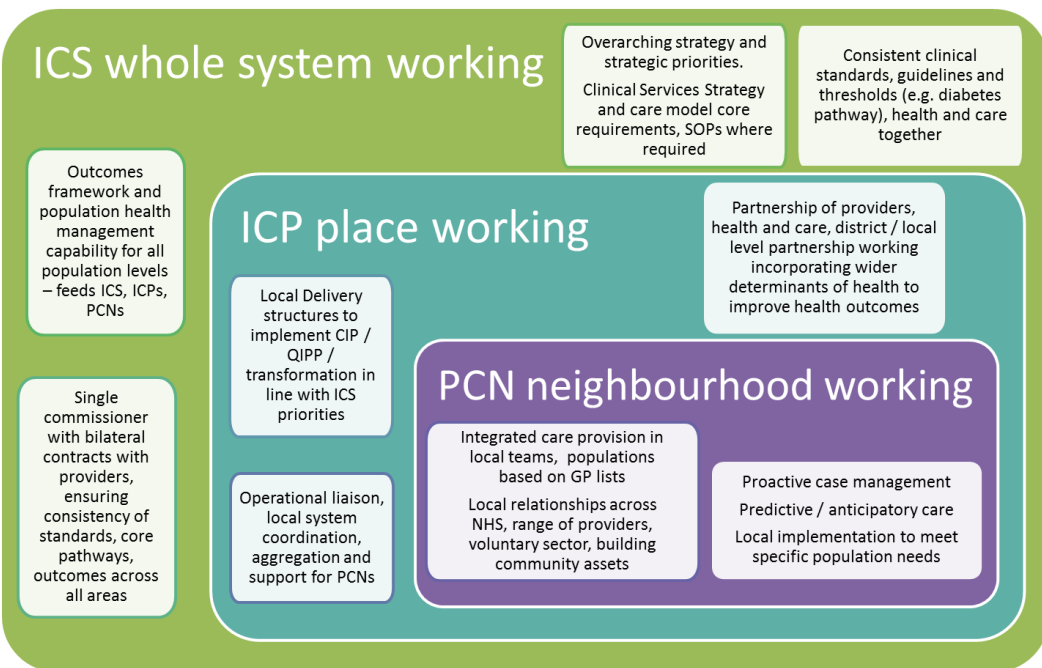 ICS whole system working
Overarching strategy and
strategic priorities.
Clinical Services Strategy
and care model core
requirements, SOPs where
required
Consistent clinical
standards, guidelines and
thresholds (e.g. diabetes
pathway), health and care
together
Outcomes
framework and
population health
management
capability for all
population levels
– feeds ICS, ICPs,
PCNs
Single
commissioner
with bilateral
contracts with
providers,
ensuring
consistency of
standards, core
pathways,
outcomes across
all areas
ICP place working
Partnership of providers,
health and care, district / local
level partnership working
incorporating wider
determinants of health to
improve health outcomes
Local Delivery
structures to
implement CIP /
QIPP /
transformation in
line with ICS
priorities
Operational liaison,
local system
coordination,
aggregation and
support for PCNs
PCN neighbourhood working
Integrated care provision in
local teams, populations
based on GP lists
Local relationships across
NHS, range of providers,
voluntary sector, building
community assets
Proactive case management
Predictive / anticipatory care
Local implementation to meet
specific population needs